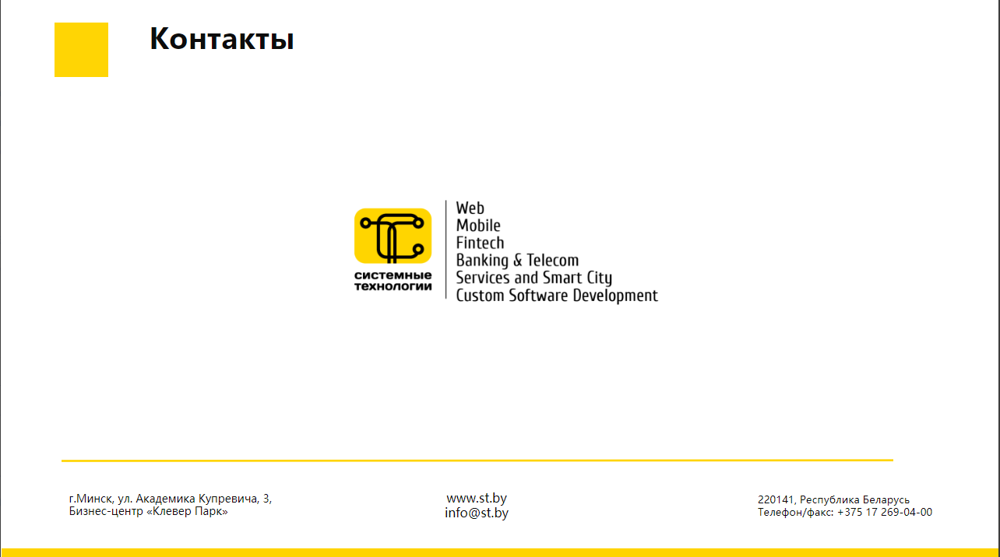 Контакты
системные
технологии
Web
Mobile
Fintech
Banking & Telecom
Services and Smart City
Custom Software Development
г.Минск, ул. Академика Купревича, 3,
Бизнес-центр «Клевер Парк»
www.st.by
info@st.by
220141, Республика Беларусь
Телефон/факс: +375 17 269-04-00